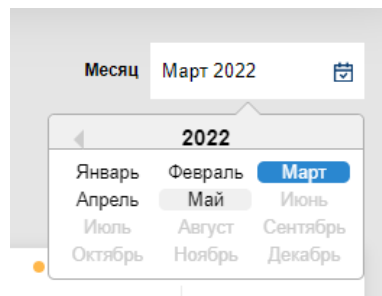 Месяц Март 2022
2022
Январь Февраль Март
Апрель Май Июнь
Июль Август Сентябрь
Октябрь Ноябрь Декабрь